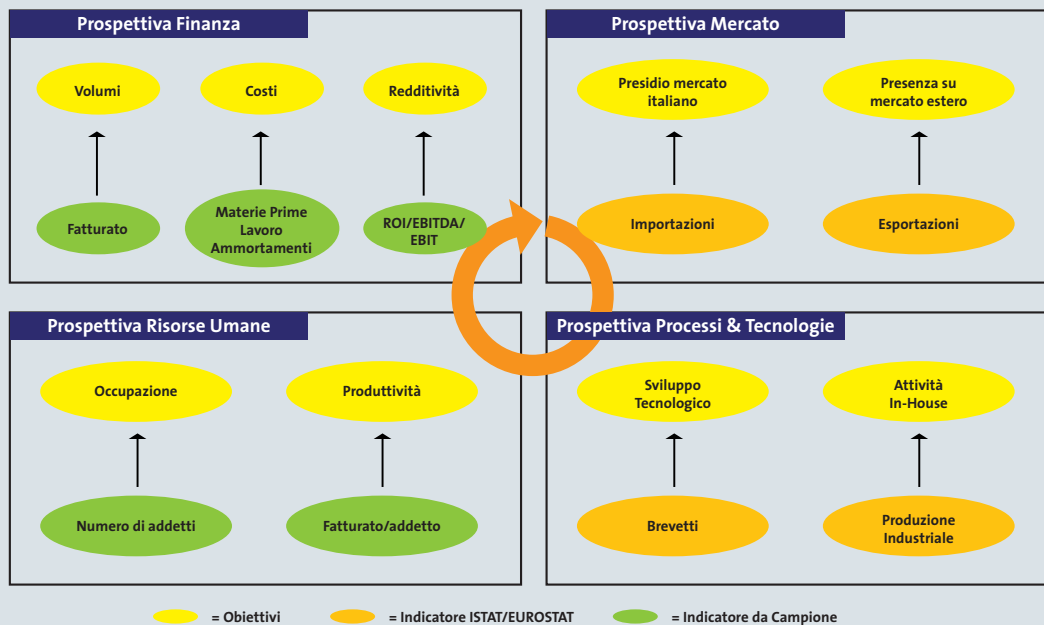 Prospettiva Finanza
Volumi
Costi
Redditività
Fatturato
Materie Prime
Lavoro
Ammortamenti
ROI/EBITDA/
EBIT
Prospettiva Mercato
Presidio mercato
italiano
Presenza su
mercato estero
Importazioni
Esportazioni
Prospettiva Risorse Umane
Occupazione
Produttività
Numero di addetti
Fatturato/addetto
Prospettiva Processi & Tecnologie
Sviluppo
Tecnologico
Attività
In-House
Brevetti
Produzione
Industriale
= Obiettivi
= Indicatore ISTAT/EUROSTAT
= Indicatore da Campione